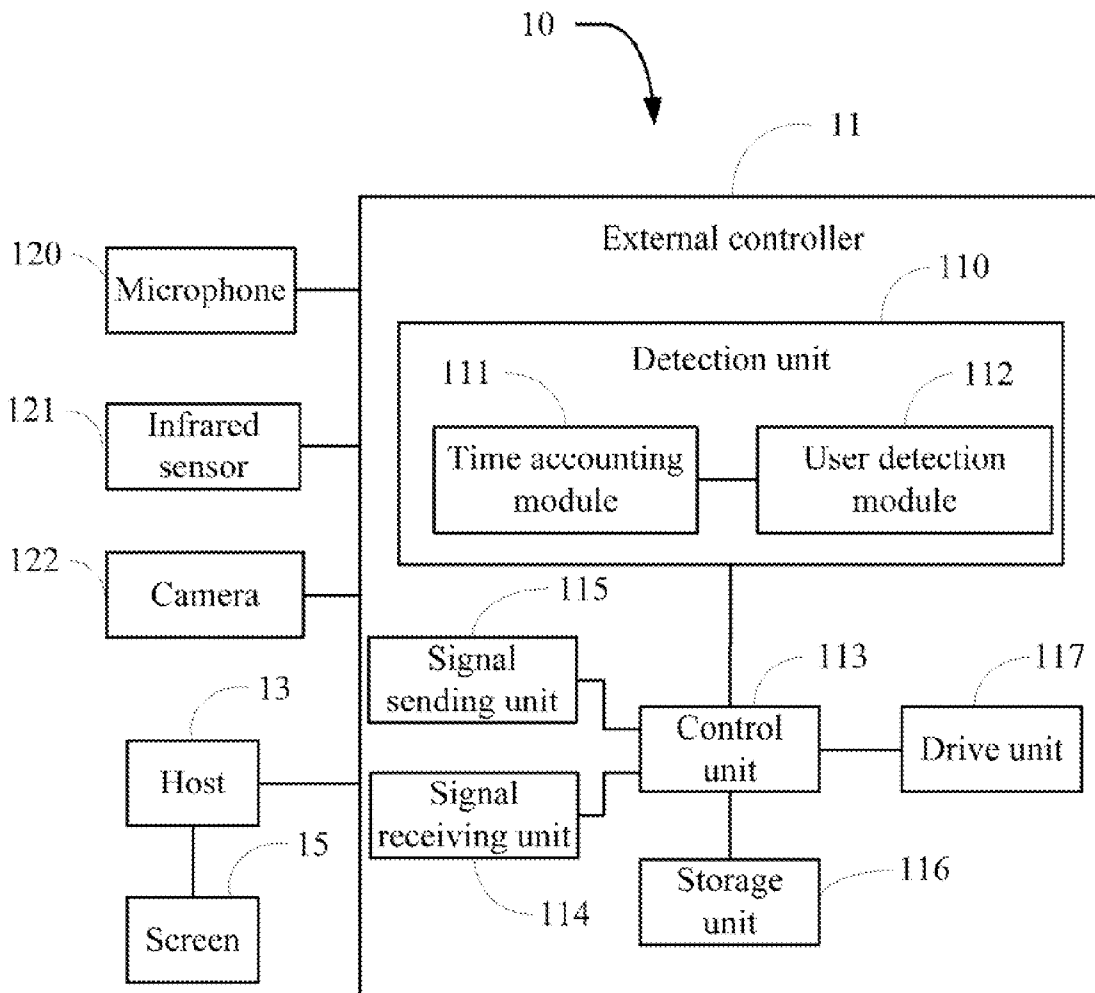 10
11
External controller
120
Microphone
110
Detection unit
111
112
121
Infrared
sensor
Time accounting
module
User detection
module
122
Camera
115
Signal
sending unit
113
117
13
Control
unit
Drive unit
Host
Signal
receiving unit
15
114
Storage
unit
116
Screen